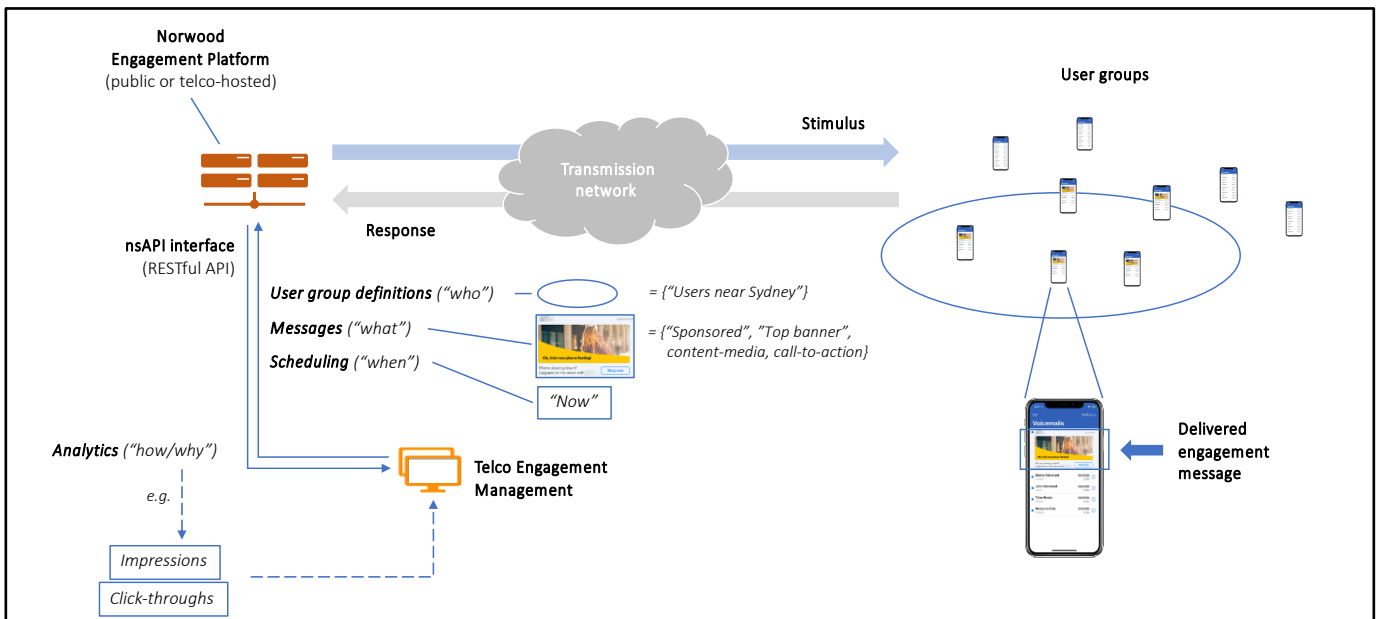 Norwood
Engagement Platform
(public or telco-hosted)
User groups
Stimulus
Transmission
network
Response
nsAPI interface
(RESTful API)
User group definitions (“who”)
= {“Users near Sydney”}
Messages (“what”)
= {“Sponsored”, ”Top banner”,
content-media, call-to-action}
Scheduling (“when”)
“Now”
Analytics (“how/why”)
e.g.
Impressions
Click-throughs
Telco Engagement
Management
Voicemails
Delivered
engagement
message